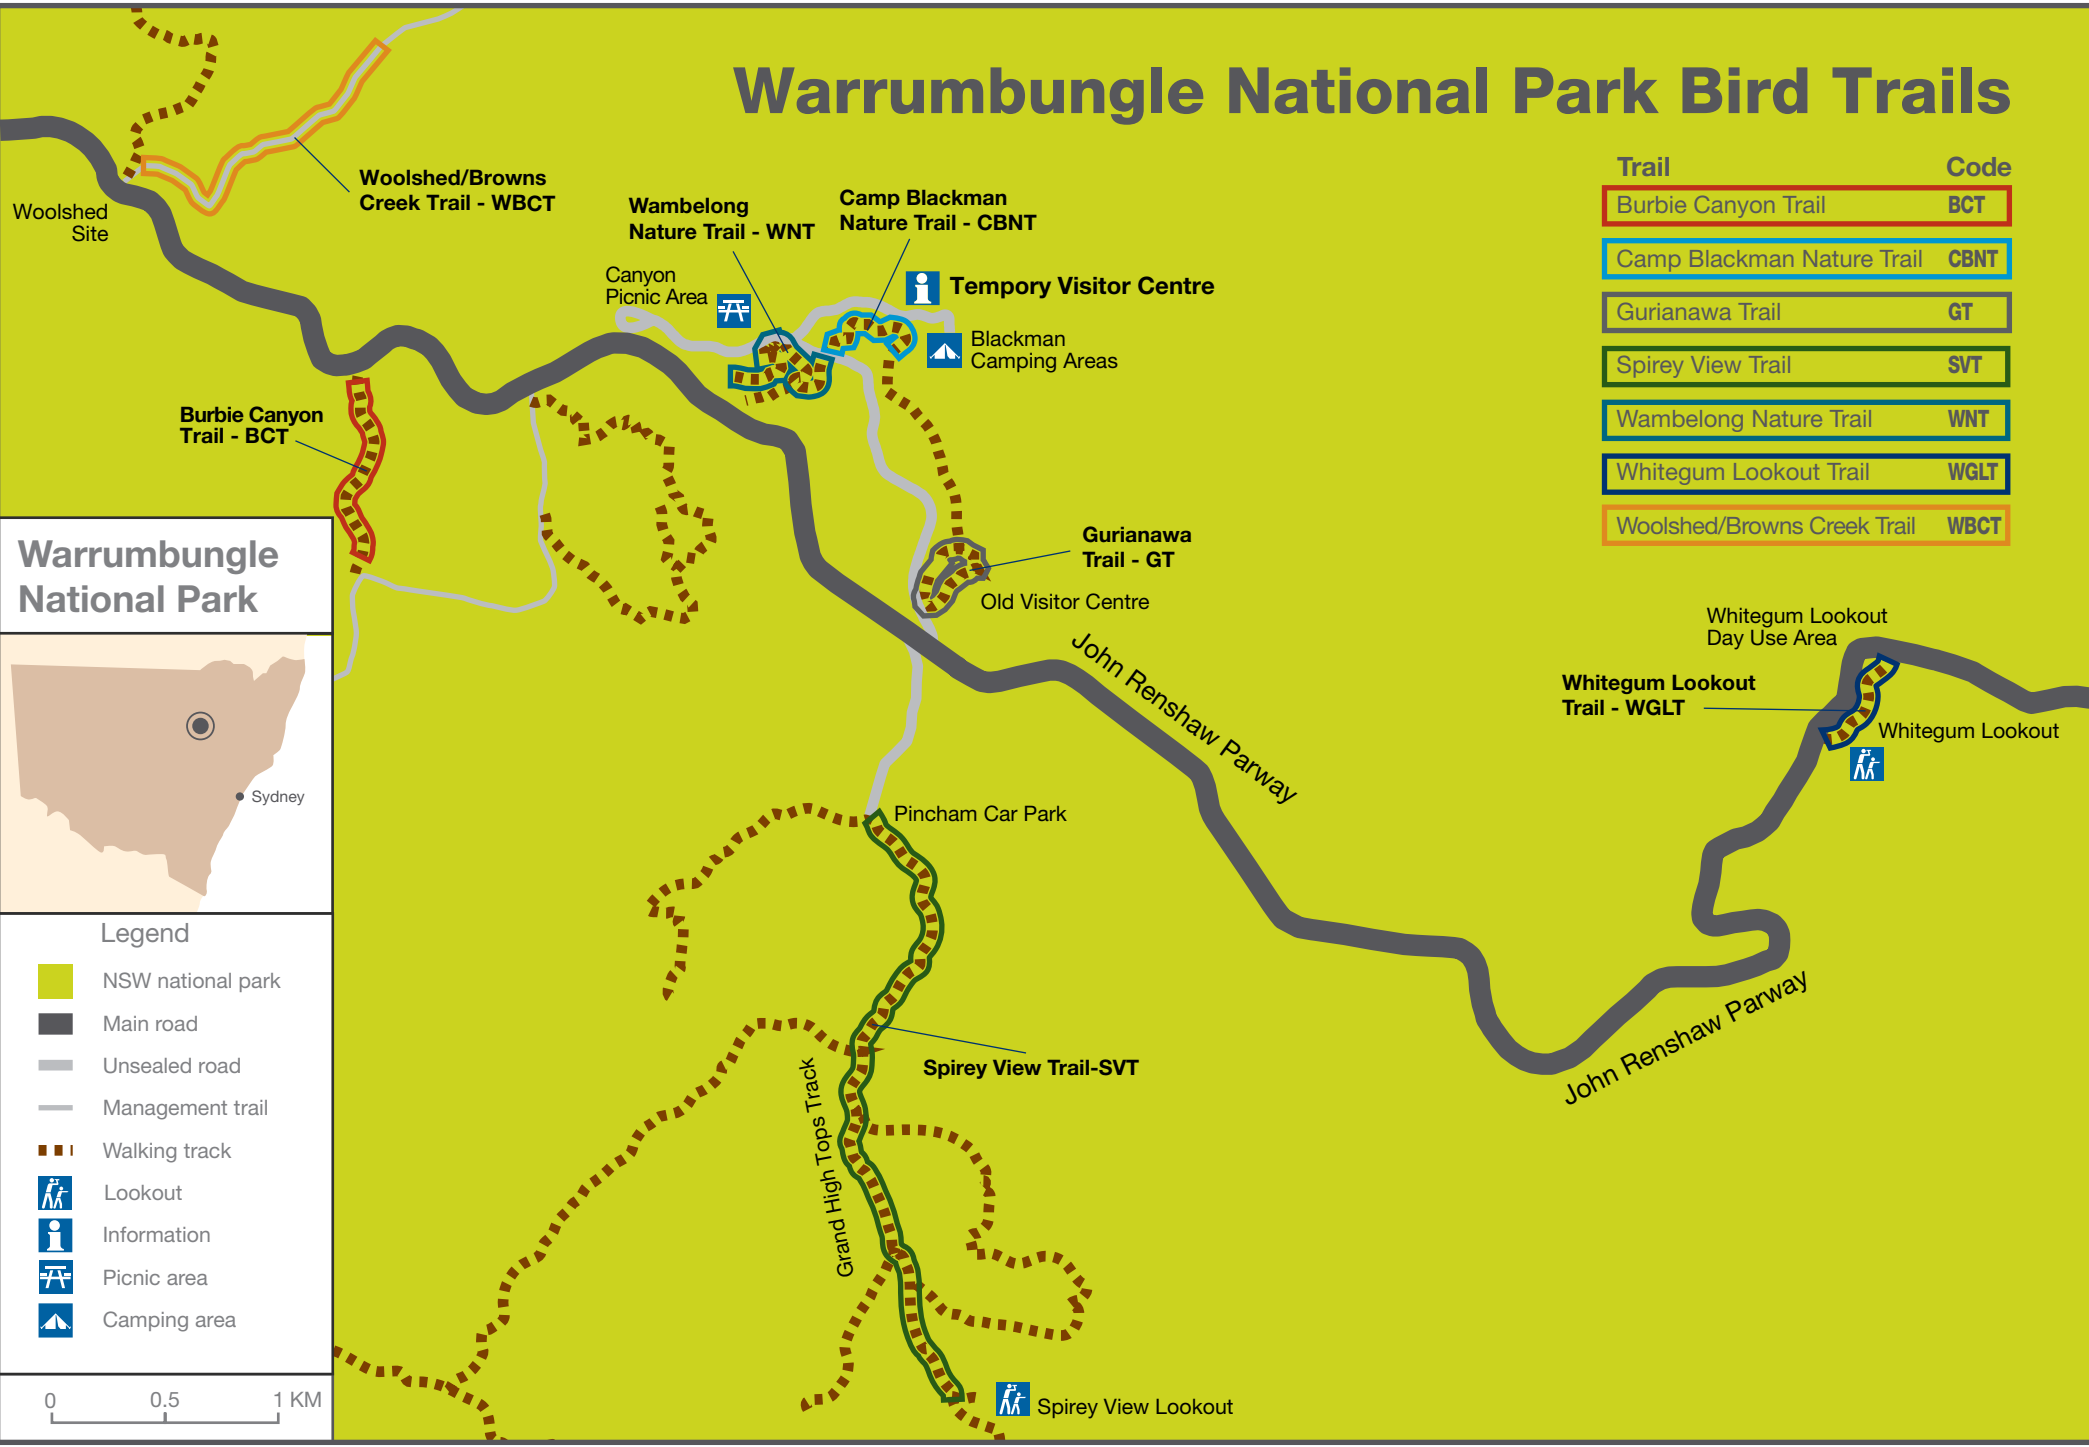 Warrumbungle National Park Bird Trails
Trail Code
Burbie Canyon Trail BCT
Camp Blackman Nature Trail CBNT
Gurianawa Trail GT
Spirey View Trail SVT
Wambelong Nature Trail WNT
Whitegum Lookout Trail WGLT
Woolshed/Browns Creek Trail WBCT
Woolshed/Browns
Creek Trail - WBCT
Woolshed
Site
Wambelong
Nature Trail - WNT
Camp Blackman
Nature Trail - CBNT
Canyon
Picnic Area
Tempory Visitor Centre
Blackman
Camping Areas
Burbie Canyon
Trail - BCT
Gurianawa
Trail - GT
Old Visitor Centre
John Renshaw Parway
Whitegum Lookout
Day Use Area
Whitegum Lookout
Trail - WGLT
Whitegum Lookout
Pincham Car Park
John Renshaw Parway
Spirey View Trail-SVT
Grand High Tops Track
Spirey View Lookout
Warrumbungle
National Park
Sydney
Legend
NSW national park
Main road
Unsealed road
Management trail
Walking track
Lookout
Information
Picnic area
Camping area
0 0.5 1 KM